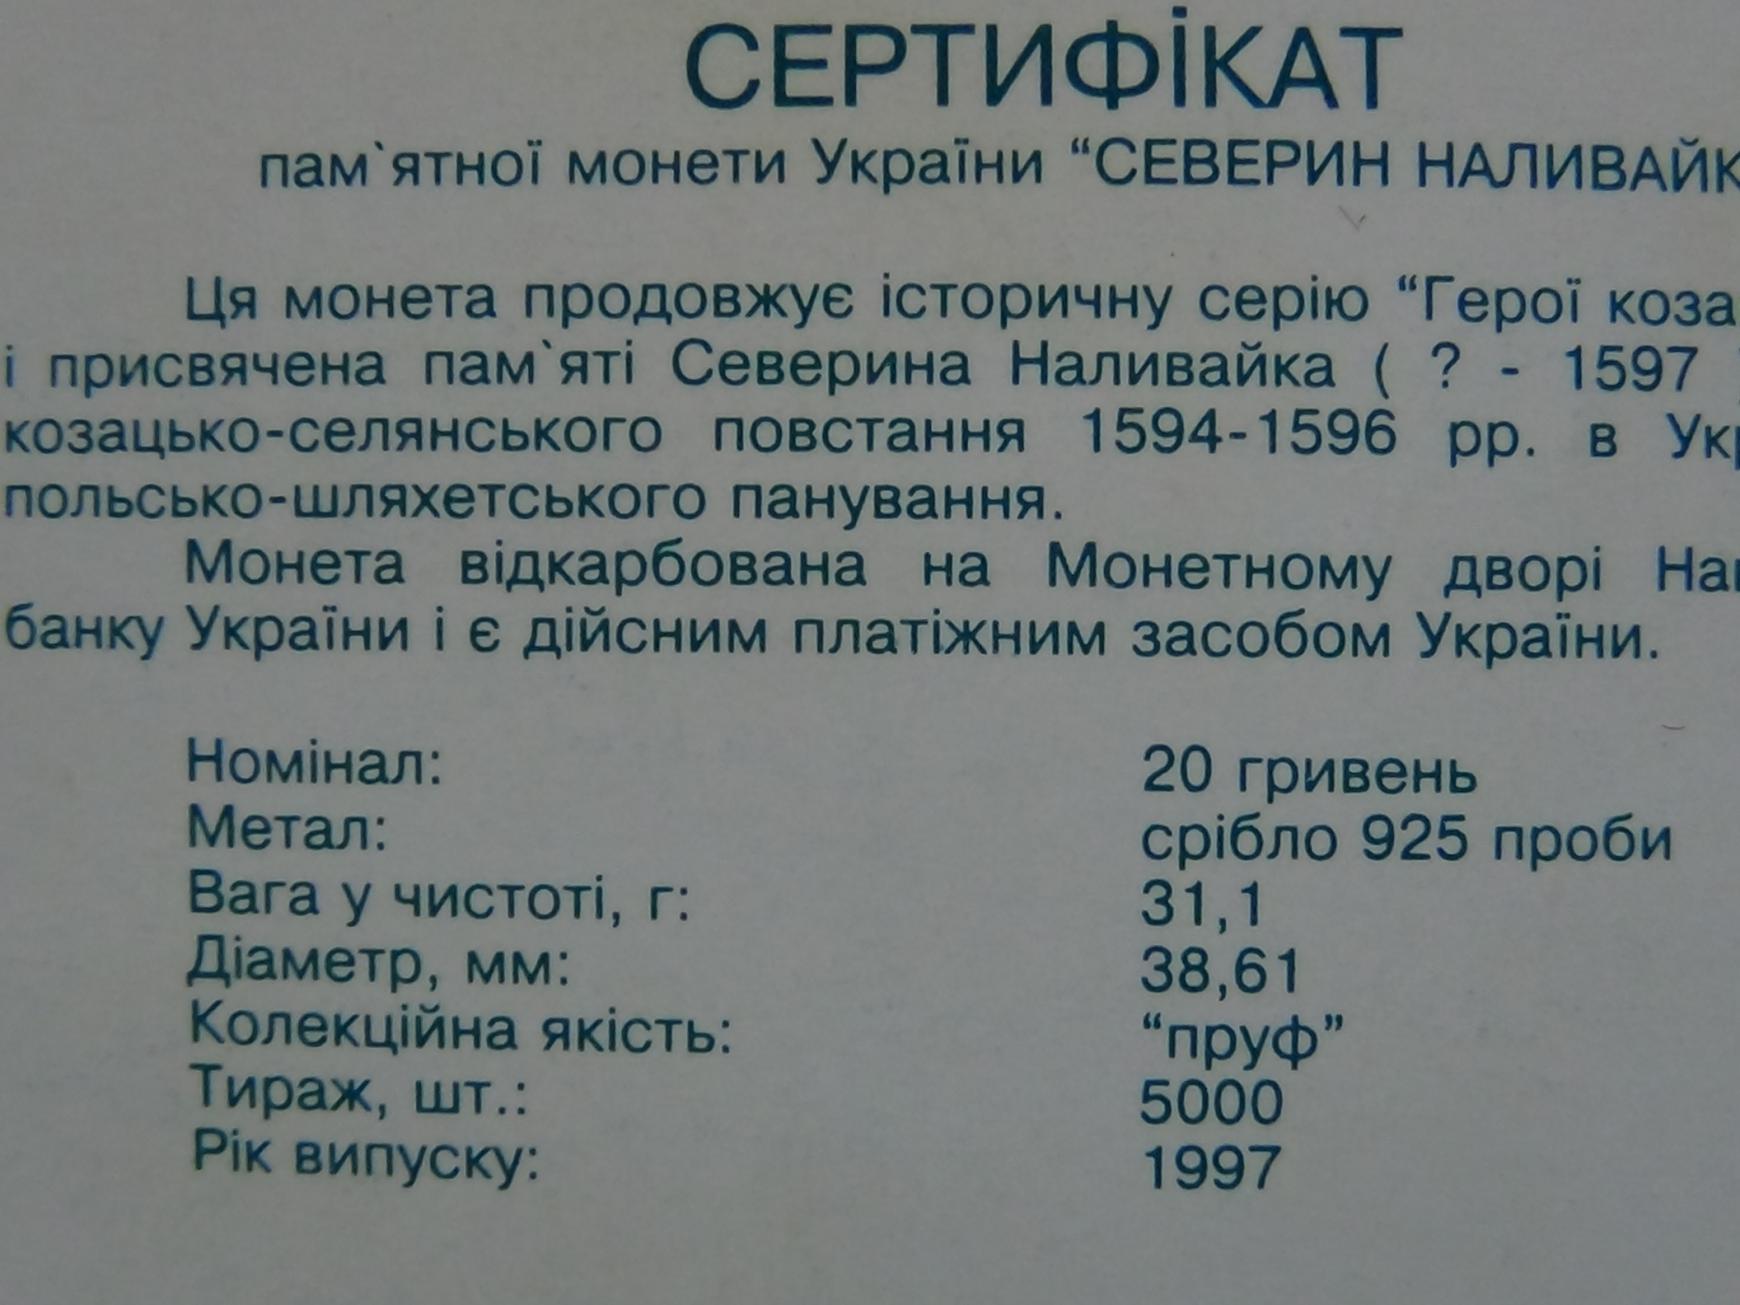 СЕРТИФІКАТ
пам`ятної монети України “СЕВЕРИН НАЛИВАЙК
Ця монета продовжує історичну серію “Герої коза
і присвячена пам`яті Северина Наливайка ( ? - 1597
козацько-селянського повстання 1594-1596 рр. в Укр
польсько-шляхетського панування.
Монета відкарбована на Монетному дворі На
банку України і є дійсним платіжним засобом України.
Номінал: 20 гривень
Метал: срібло 925 проби
Вага у чистоті, г: 31,1
Діаметр, мм: 38,61
Колекційна якість: “пруф”
Тираж, шт.: 5000
Рік випуску: 1997